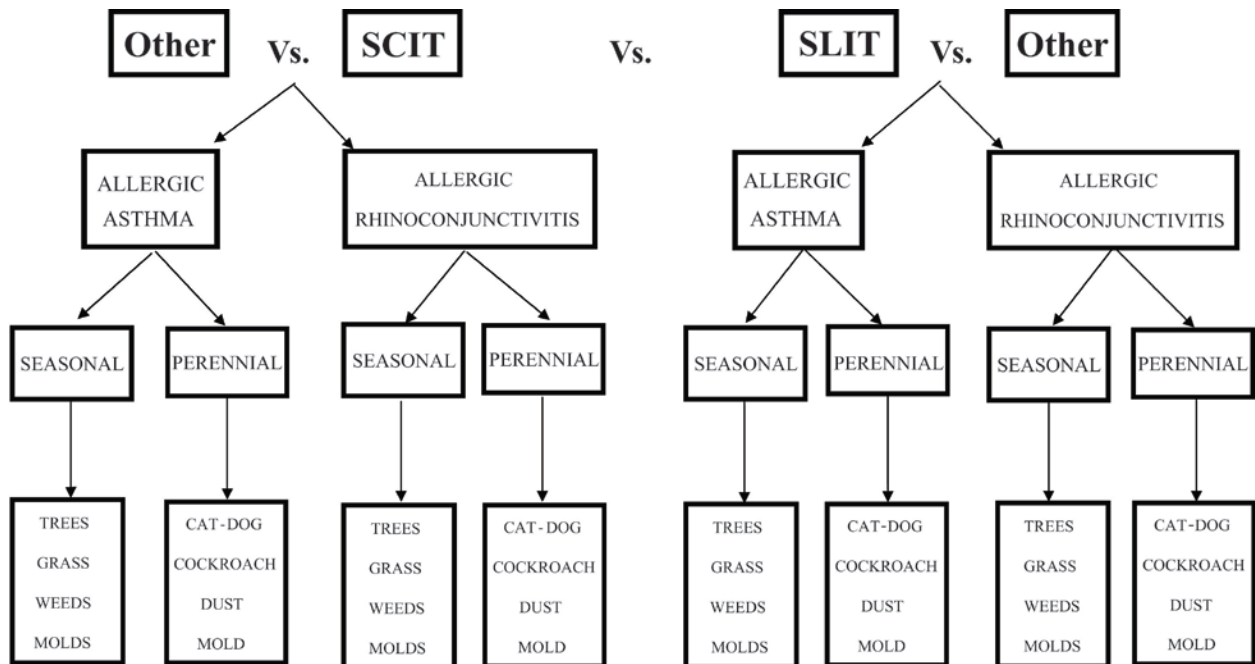 Other Vs. SCIT Vs. SLIT Vs. Other
ALLERGIC
ASTHMA
ALLERGIC
RHINOCONJUNCTIVITIS
ALLERGIC
ASTHMA
ALLERGIC
RHINOCONJUNCTIVITIS
SEASONAL
PERENNIAL
SEASONAL
PERENNIAL
SEASONAL
PERENNIAL
SEASONAL
PERENNIAL
TREES
GRASS
WEEDS
MOLDS
CAT-DOG
COCKROACH
DUST
MOLD
TREES
GRASS
WEEDS
MOLDS
CAT-DOG
COCKROACH
DUST
MOLD
TREES
GRASS
WEEDS
MOLDS
CAT-DOG
COCKROACH
DUST
MOLD
TREES
GRASS
WEEDS
MOLDS
CAT-DOG
COCKROACH
DUST
MOLD